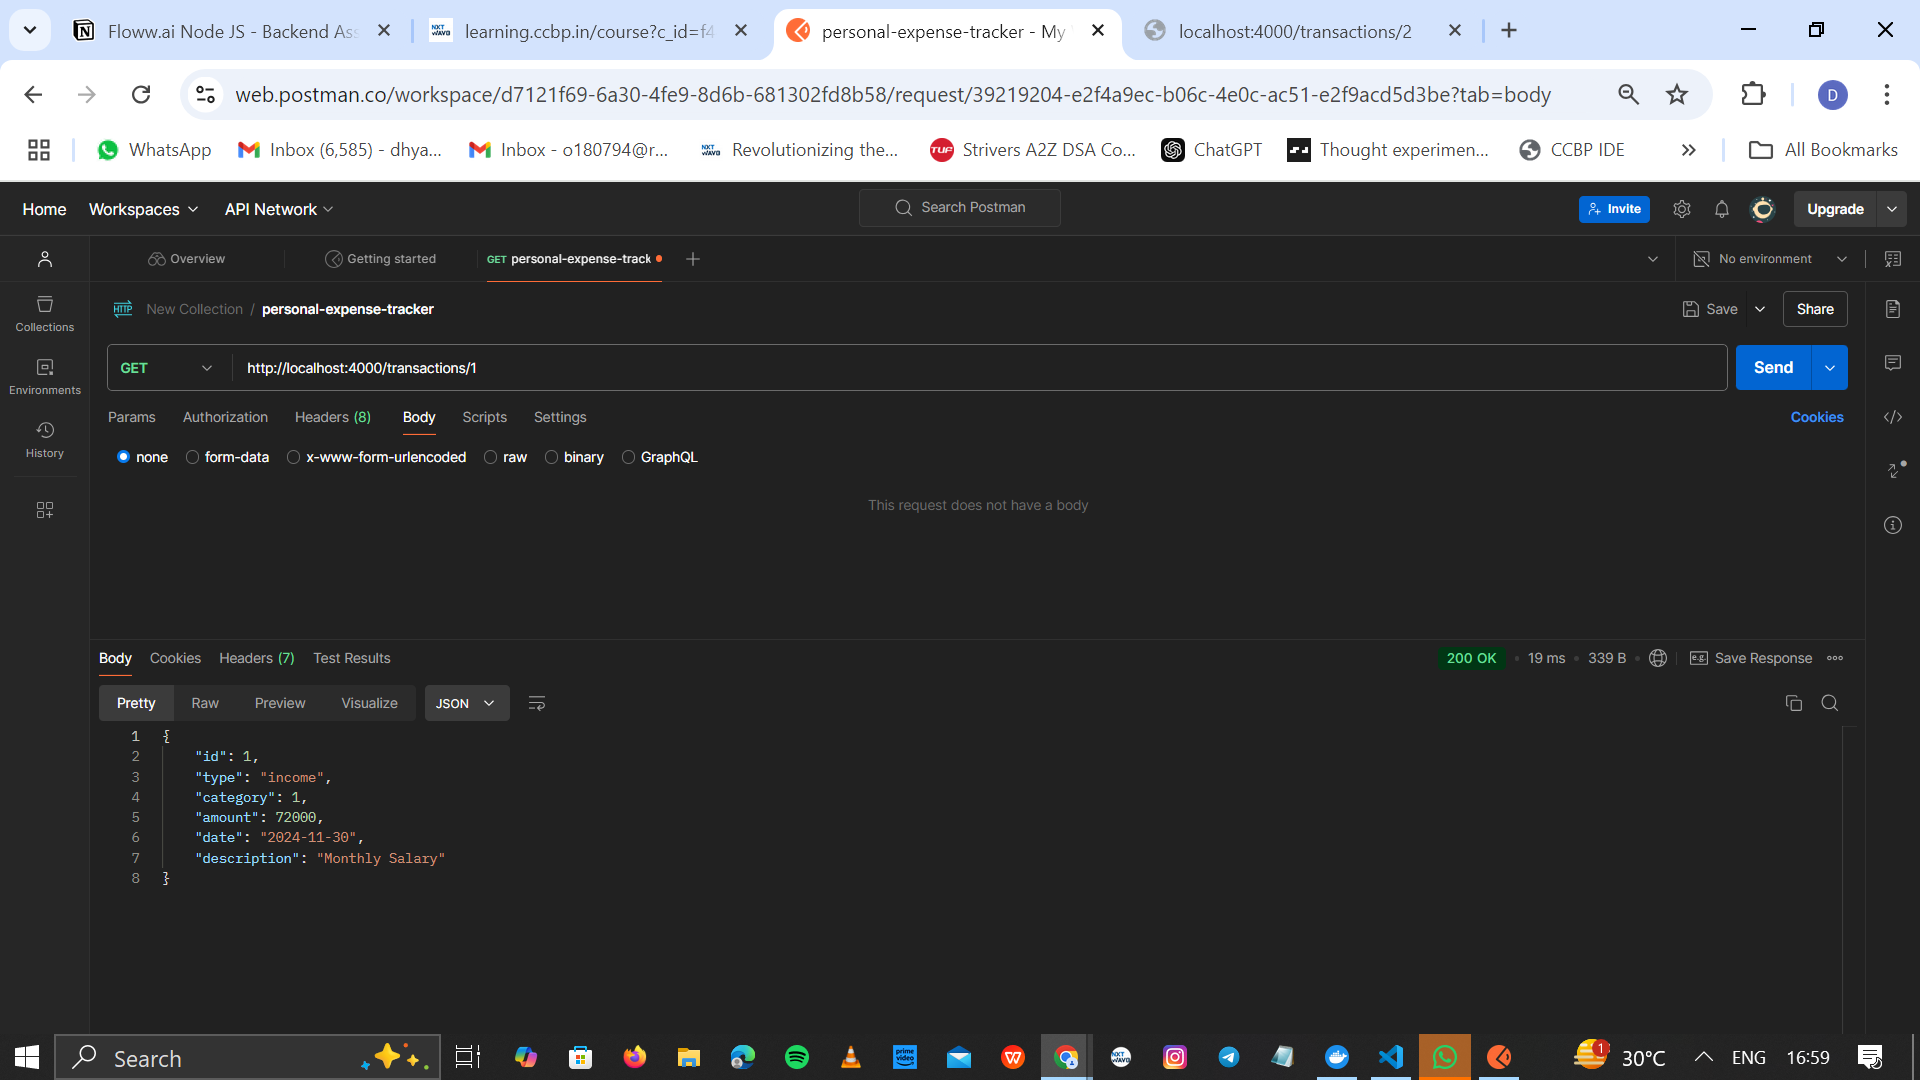 Floww.ai Node JS - Backend Ass
learning.ccbp.in/course?c_id=f4
personal-expense-tracker - My
localhost:4000/transactions/2
web.postman.co/workspace/d7121f69-6a30-4fe9-8d6b-681302fd8b58/request/39219204-e2f4a9ec-b06c-4e0c-ac51-e2f9acd5d3be?tab=body
D
WhatsApp
Inbox (6,585) - dhya...
Inbox - o180794@r...
Revolutionizing the...
Strivers A2Z DSA Co...
ChatGPT
Thought experimen...
CCBP IDE
All Bookmarks
Home Workspaces API Network
Search Postman
Invite
Upgrade
Overview
Getting started
GET personal-expense-track
No environment
Collections
Environments
History
HTTP New Collection / personal-expense-tracker
Save
Share
GET http://localhost:4000/transactions/1
Send
Params Authorization Headers (8) Body Scripts Settings
Cookies
none form-data x-www-form-urlencoded raw binary GraphQL
This request does not have a body
Body Cookies Headers (7) Test Results
200 OK • 19 ms • 339 B
e.g. Save Response
Pretty Raw Preview Visualize JSON
1 {
2 "id": 1,
3 "type": "income",
4 "category": 1,
5 "amount": 72000,
6 "date": "2024-11-30",
7 "description": "Monthly Salary"
8 }
Search
prime video
1
30°C
ENG
16:59